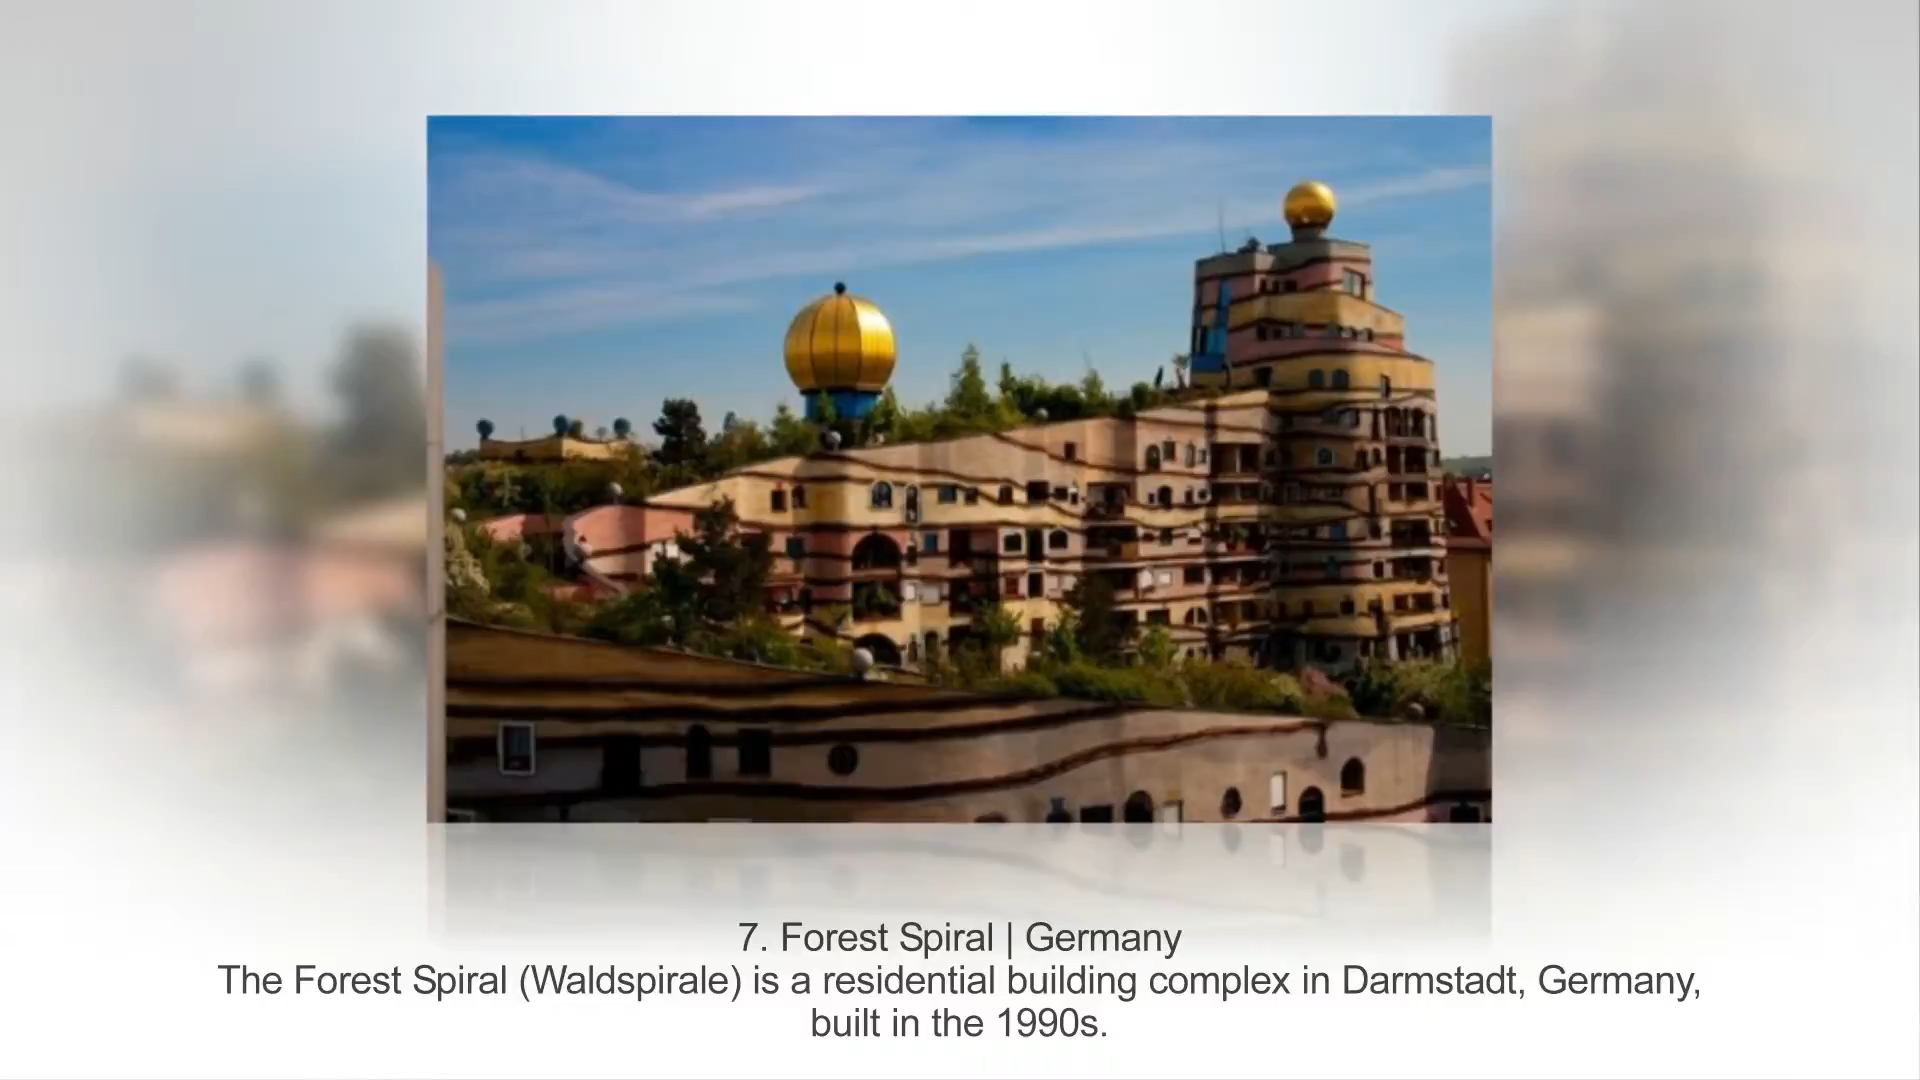 7. Forest Spiral | Germany
The Forest Spiral (Waldspirale) is a residential building complex in Darmstadt, Germany,
built in the 1990s.